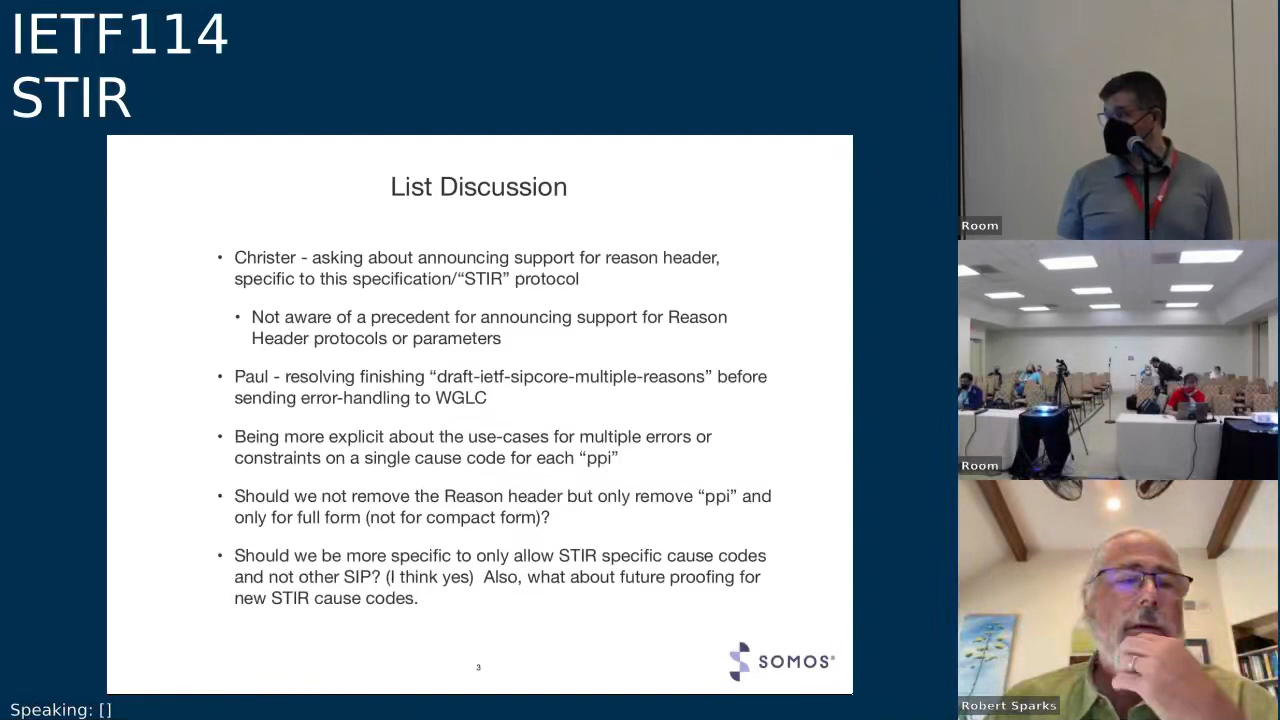 IETF114
STIR
List Discussion
• Christer - asking about announcing support for reason header,
specific to this specification/“STIR” protocol
• Not aware of a precedent for announcing support for Reason
Header protocols or parameters
• Paul - resolving finishing “draft-ietf-sipcore-multiple-reasons” before
sending error-handling to WGLC
• Being more explicit about the use-cases for multiple errors or
constraints on a single cause code for each “ppi”
• Should we not remove the Reason header but only remove “ppi” and
only for full form (not for compact form)?
• Should we be more specific to only allow STIR specific cause codes
and not other SIP? (I think yes)  Also, what about future proofing for
new STIR cause codes.
3
SOMOS
Room
Room
Robert Sparks
Speaking: []